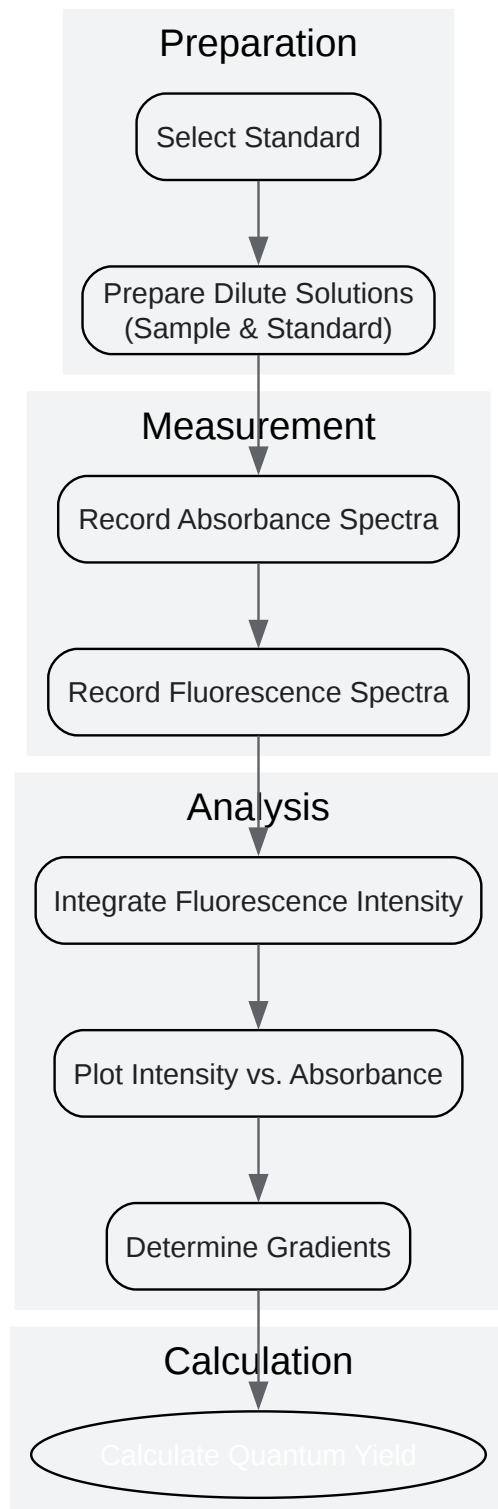 Preparation
Select Standard
Prepare Dilute Solutions
(Sample & Standard)
Measurement
Record Absorbance Spectra
Record Fluorescence Spectra
Analysis
Integrate Fluorescence Intensity
Plot Intensity vs. Absorbance
Determine Gradients
Calculation
Calculate Quantum Yield